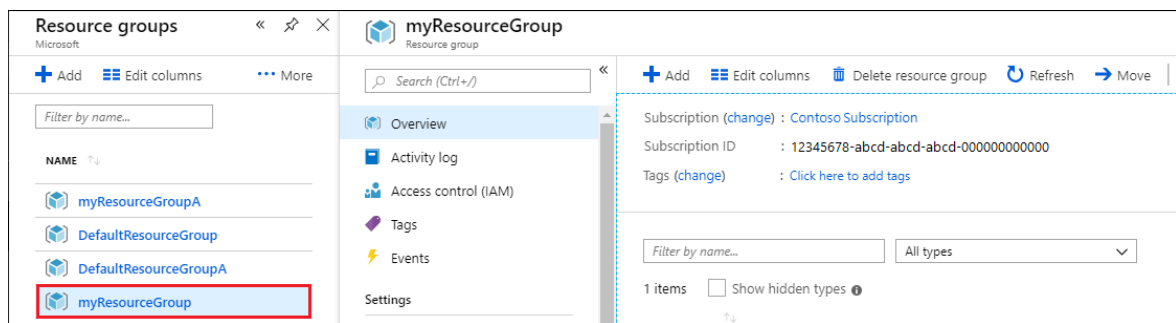 Resource groups
Microsoft
Add Edit columns More
Filter by name...
NAME
myResourceGroupA
DefaultResourceGroup
DefaultResourceGroupA
myResourceGroup
myResourceGroup
Resource group
Search (Ctrl+/)
Overview
Activity log
Access control (IAM)
Tags
Events
Settings
Add Edit columns Delete resource group Refresh Move
Subscription (change) : Contoso Subscription
Subscription ID : 12345678-abcd-abcd-abcd-000000000000
Tags (change) : Click here to add tags
Filter by name... All types
1 items Show hidden types